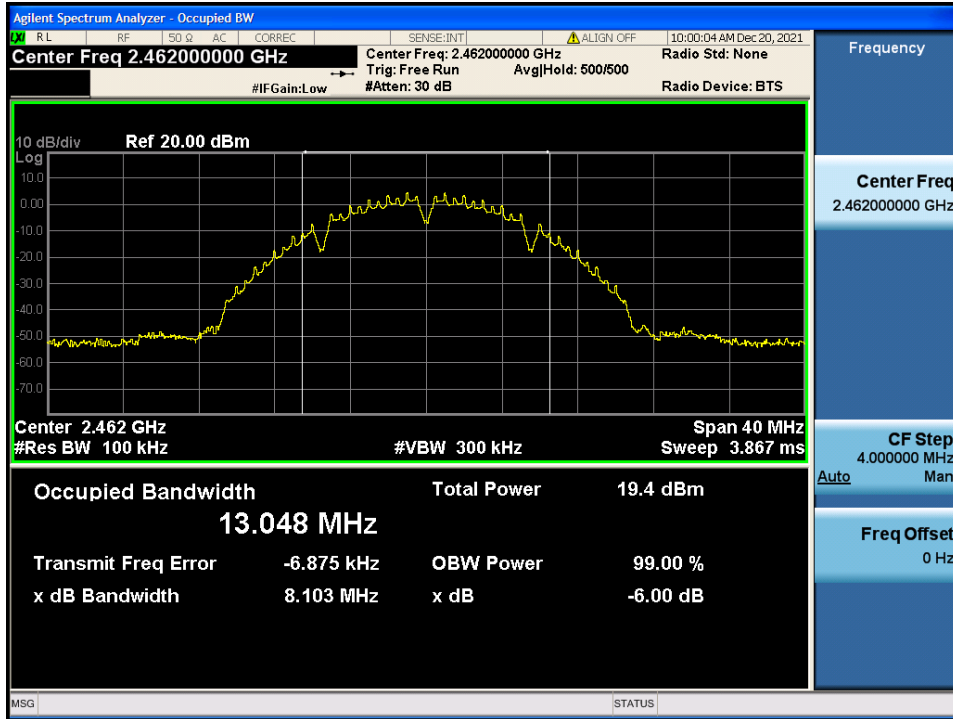 Agilent Spectrum Analyzer - Occupied BW
LXI RL RF 50 Ω AC CORREC SENSE:INT ALIGN OFF 10:00:04 AM Dec 20, 2021
Center Freq 2.462000000 GHz Center Freq: 2.462000000 GHz Radio Std: None
Trig: Free Run Avg|Hold: 500/500
#IFGain:Low #Atten: 30 dB Radio Device: BTS
10 dB/div Ref 20.00 dBm
Log
10.0
0.00
-10.0
-20.0
-30.0
-40.0
-50.0
-60.0
-70.0
Center 2.462 GHz Span 40 MHz
#Res BW 100 kHz #VBW 300 kHz Sweep 3.867 ms
Occupied Bandwidth Total Power 19.4 dBm
13.048 MHz
Transmit Freq Error -6.875 kHz OBW Power 99.00 %
x dB Bandwidth 8.103 MHz x dB -6.00 dB
MSG STATUS
Frequency
Center Freq
2.462000000 GHz
CF Step
4.000000 MHz
Auto Man
Freq Offset
0 Hz